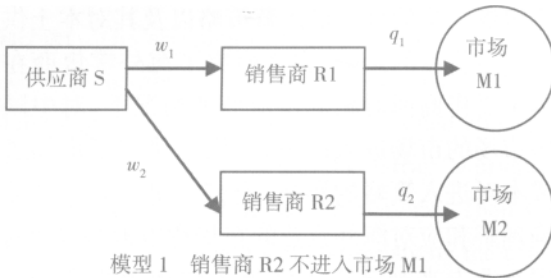 供应商 S
w₁
销售商 R1
q₁
市场
M1
w₂
销售商 R2
q₂
市场
M2
模型 1 销售商 R2 不进入市场 M1